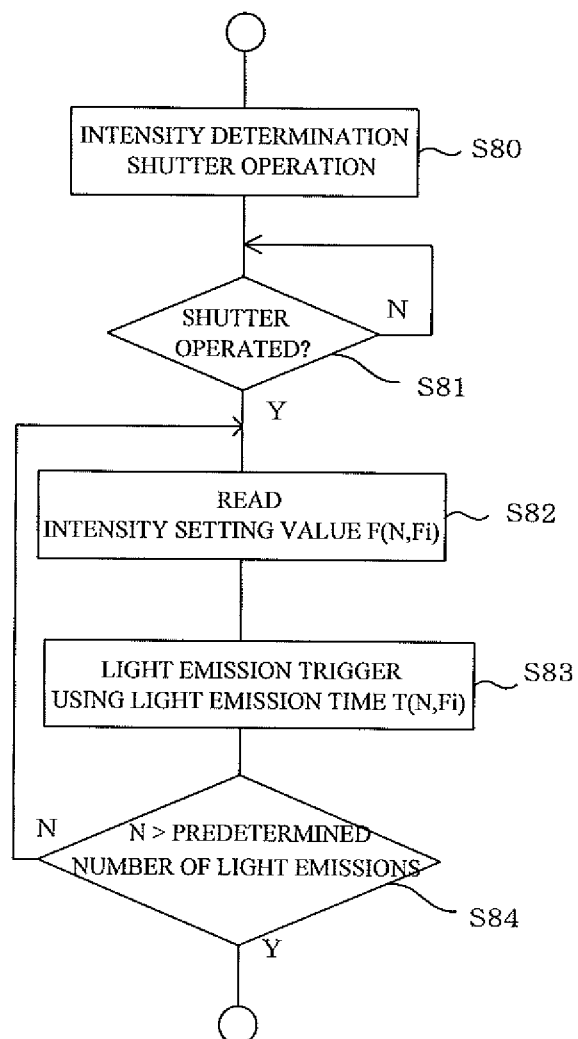 INTENSITY DETERMINATION
SHUTTER OPERATION
S80
SHUTTER
OPERATED?
N
S81
Y
READ
INTENSITY SETTING VALUE F(N,Fi)
S82
LIGHT EMISSION TRIGGER
USING LIGHT EMISSION TIME T(N,Fi)
S83
N
N > PREDETERMINED
NUMBER OF LIGHT EMISSIONS
S84
Y